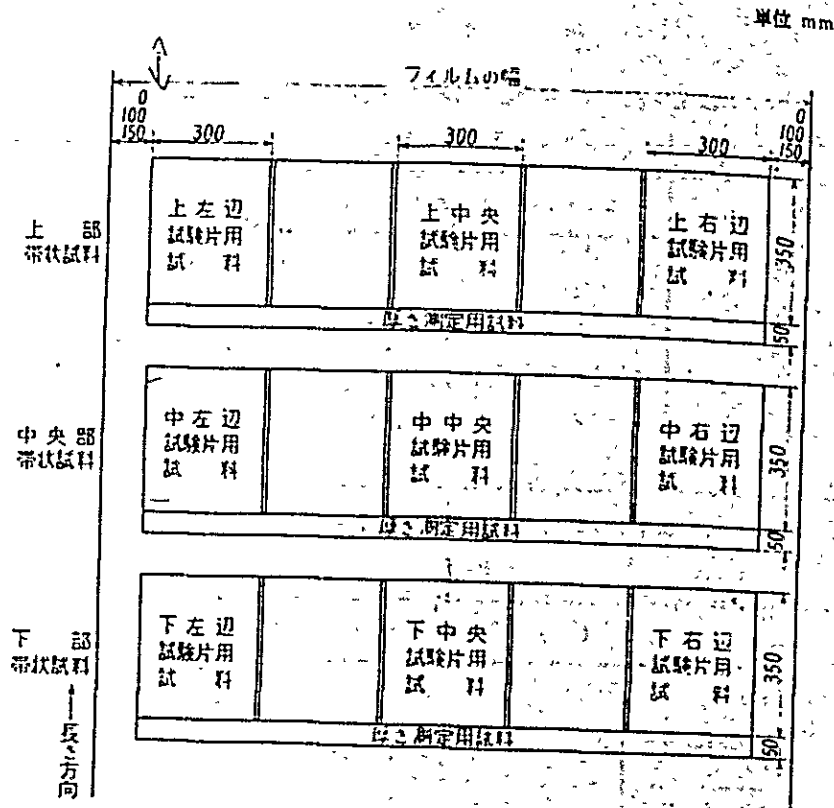 単位 mm
フィルムの幅
0
100
150
300
300
300
0
100
150
上部
帯状試料
上左辺
試験片用
試料
上中央
試験片用
試料
上右辺
試験片用
試料
350
厚さ測定用試料
50
中央部
帯状試料
中左辺
試験片用
試料
中中央
試験片用
試料
中右辺
試験片用
試料
350
厚さ測定用試料
50
下部
帯状試料
下左辺
試験片用
試料
下中央
試験片用
試料
下右辺
試験片用
試料
350
厚さ測定用試料
50
長さ方向